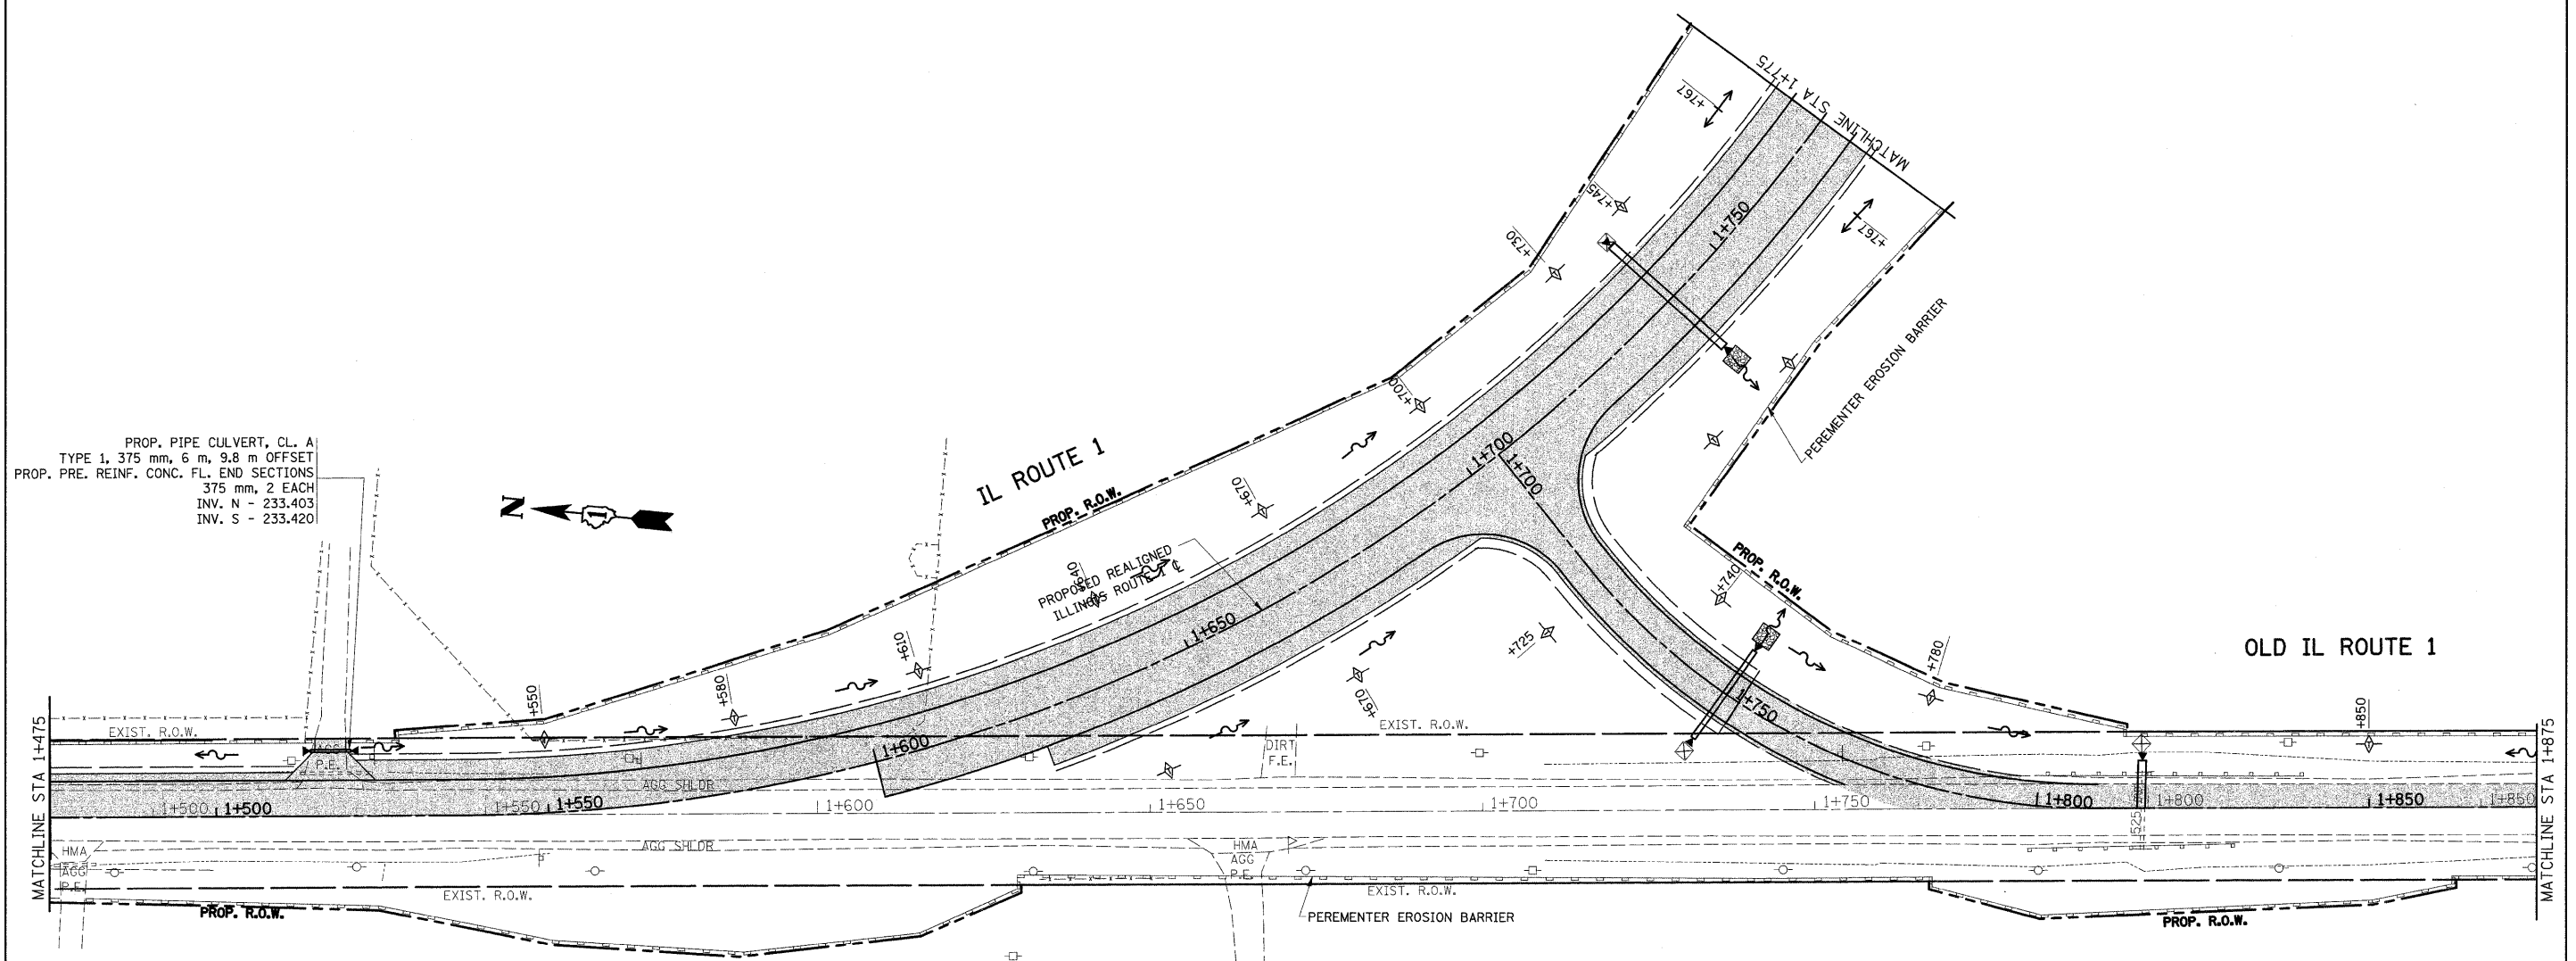 MATCHLINE STA 1+775
+767
+767
+745
1+750
+730
PEREMENTER EROSION BARRIER
+700
PROP. PIPE CULVERT, CL. A
TYPE 1, 375 mm, 6 m, 9.8 m OFFSET
PROP. PRE. REINF. CONC. FL. END SECTIONS
375 mm, 2 EACH
INV. N - 233.403
INV. S - 233.420
N
1
IL ROUTE 1
PROP. R.O.W.
1+700
1+700
+670
PROPOSED REALIGNED
ILLINOIS ROUTE 1 ℄
+640
PROP. R.O.W.
+740
+610
1+650
+725
+780
OLD IL ROUTE 1
+550
+580
+670
1+750
+850
MATCHLINE STA 1+475
EXIST. R.O.W.
P.E.
1+600
DIRT
F.E.
EXIST. R.O.W.
MATCHLINE STA 1+875
AGG SHLDR
1+500
1+500
1+550
1+550
1+600
1+650
1+700
1+750
1+800
1+800
1+850
1+850
525
HMA
AGG
P.E.
AGG SHLDR
HMA
AGG
P.E.
EXIST. R.O.W.
EXIST. R.O.W.
PROP. R.O.W.
PEREMENTER EROSION BARRIER
PROP. R.O.W.